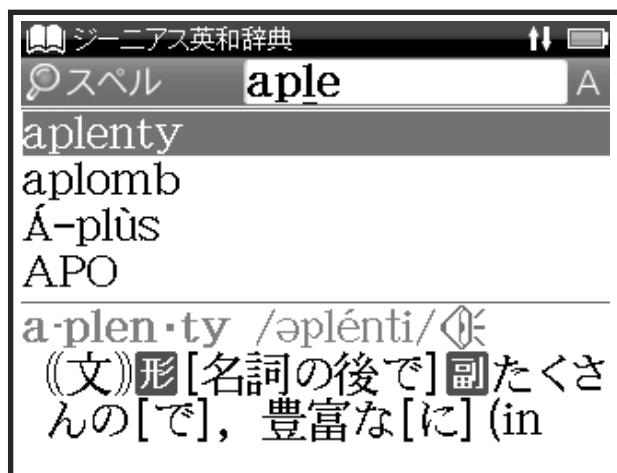 ジーニアス英和辞典
スペル aple A
aplenty
aplomb
Á-plùs
APO
a·plen·ty /əplénti/
((文))形[名詞の後で]副たくさ
んの[で], 豊富な[に] (in